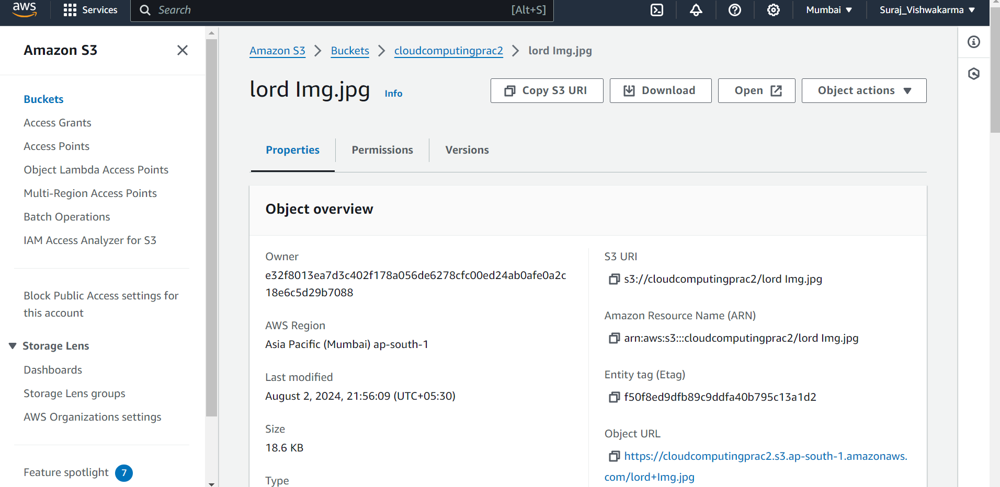 aws
Services
Search
[Alt+S]
Mumbai
Suraj_Vishwakarma
Amazon S3
Buckets
Access Grants
Access Points
Object Lambda Access Points
Multi-Region Access Points
Batch Operations
IAM Access Analyzer for S3
Block Public Access settings for
this account
Storage Lens
Dashboards
Storage Lens groups
AWS Organizations settings
Feature spotlight 7
Amazon S3 > Buckets > cloudcomputingprac2 > lord Img.jpg
lord Img.jpg Info
Copy S3 URI
Download
Open
Object actions
Properties
Permissions
Versions
Object overview
Owner
e32f8013ea7d3c402f178a056de6278cfc00ed24ab0afe0a2c
18e6c5d29b7088
AWS Region
Asia Pacific (Mumbai) ap-south-1
Last modified
August 2, 2024, 21:56:09 (UTC+05:30)
Size
18.6 KB
Type
S3 URI
s3://cloudcomputingprac2/lord Img.jpg
Amazon Resource Name (ARN)
arn:aws:s3:::cloudcomputingprac2/lord Img.jpg
Entity tag (Etag)
f50f8ed9dfb89c9ddfa40b795c13a1d2
Object URL
https://cloudcomputingprac2.s3.ap-south-1.amazonaws.
com/lord+Img.jpg